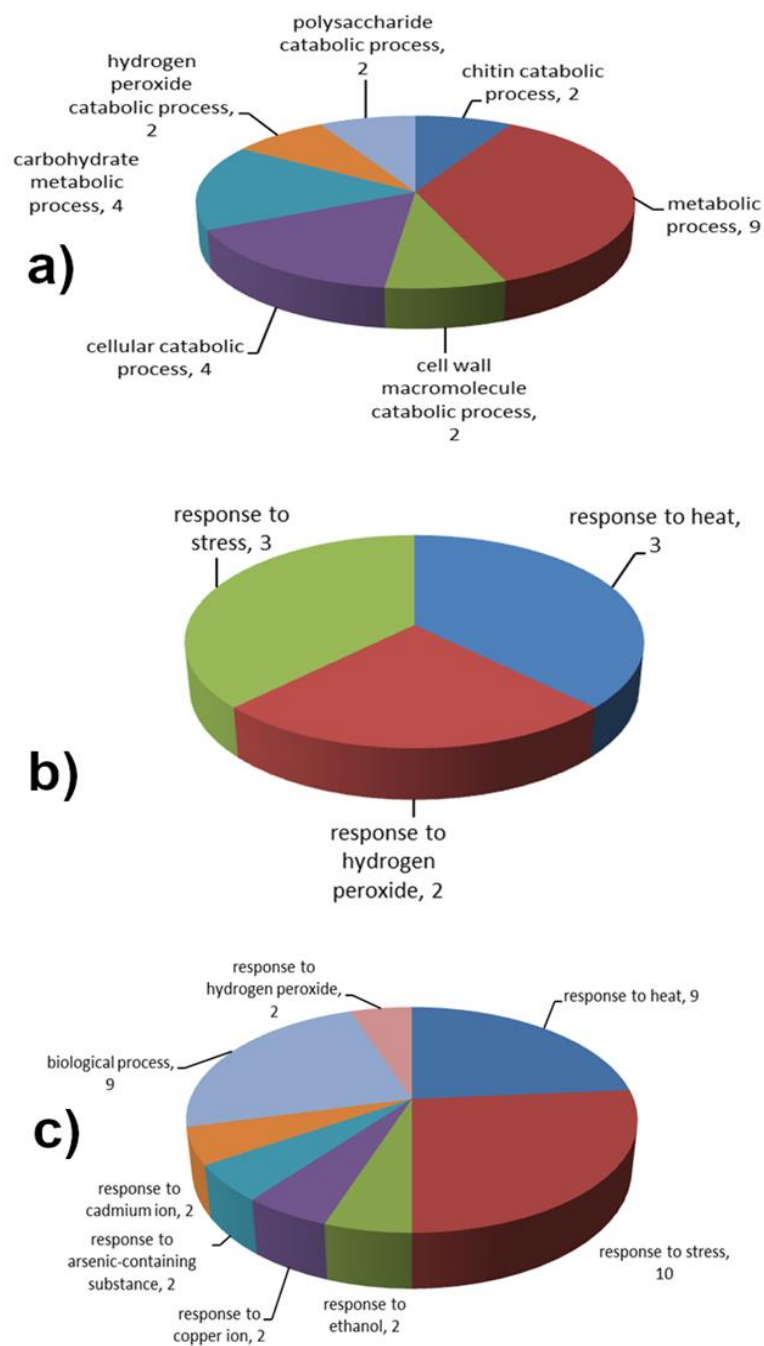 polysaccharide
catabolic process,
2
chitin catabolic
process, 2
hydrogen
peroxide
catabolic process,
2
carbohydrate
metabolic
process, 4
metabolic
process, 9
a)
cellular catabolic
process, 4
cell wall
macromolecule
catabolic process,
2
response to
stress, 3
response to heat,
3
b)
response to
hydrogen
peroxide, 2
response to
hydrogen peroxide,
2
response to heat, 9
biological process,
9
c)
response to
cadmium ion, 2
response to
arsenic-containing
substance, 2
response to
copper ion, 2
response to
ethanol, 2
response to stress,
10